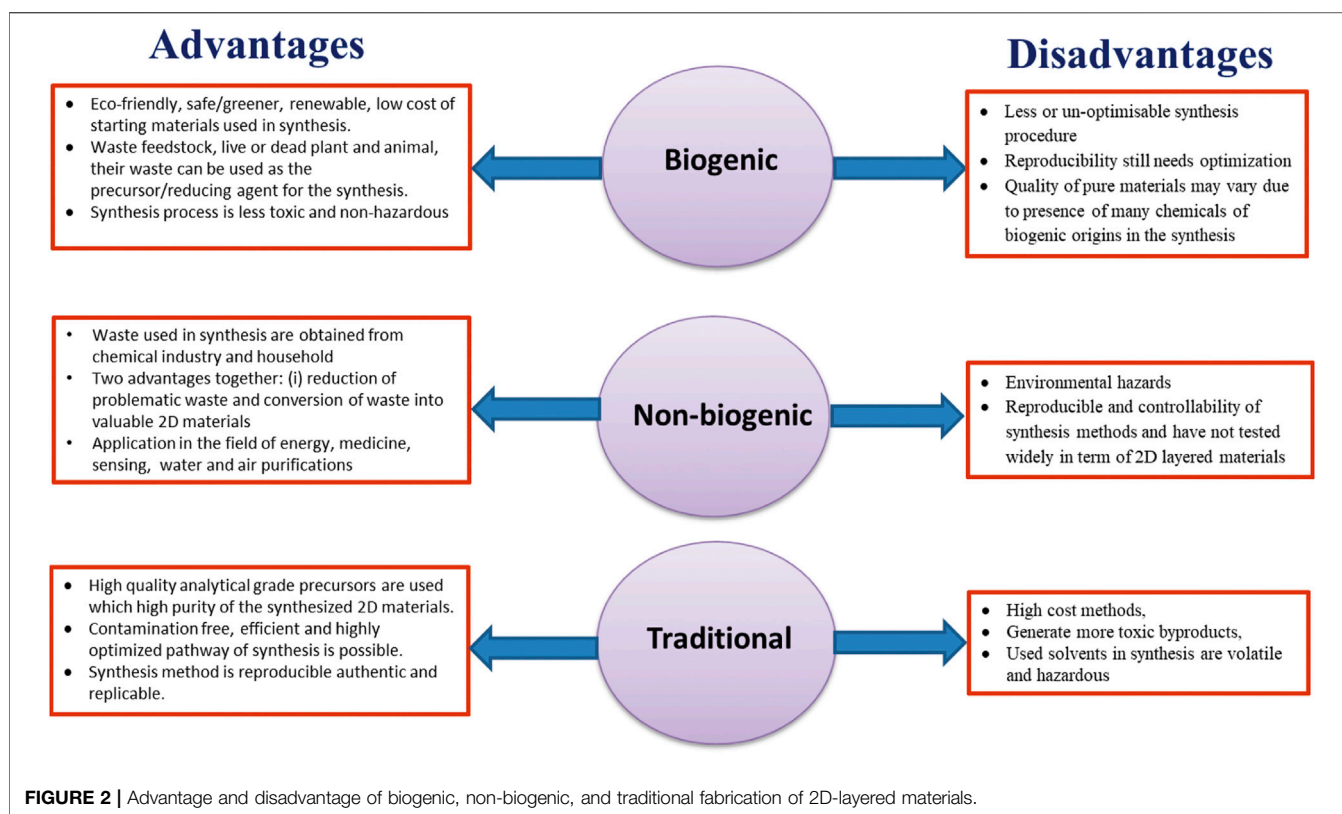 Advantages
Disadvantages
• Eco-friendly, safe/greener, renewable, low cost of
starting materials used in synthesis.
• Waste feedstock, live or dead plant and animal,
their waste can be used as the
precursor/reducing agent for the synthesis.
• Synthesis process is less toxic and non-hazardous
Biogenic
• Less or un-optimisable synthesis
procedure
• Reproducibility still needs optimization
• Quality of pure materials may vary due
to presence of many chemicals of
biogenic origins in the synthesis
• Waste used in synthesis are obtained from
chemical industry and household
• Two advantages together: (i) reduction of
problematic waste and conversion of waste into
valuable 2D materials
• Application in the field of energy, medicine,
sensing, water and air purifications
Non-biogenic
• Environmental hazards
• Reproducible and controllability of
synthesis methods and have not tested
widely in term of 2D layered materials
• High quality analytical grade precursors are used
which high purity of the synthesized 2D materials.
• Contamination free, efficient and highly
optimized pathway of synthesis is possible.
• Synthesis method is reproducible authentic and
replicable.
Traditional
• High cost methods,
• Generate more toxic byproducts,
• Used solvents in synthesis are volatile
and hazardous
FIGURE 2 | Advantage and disadvantage of biogenic, non-biogenic, and traditional fabrication of 2D-layered materials.